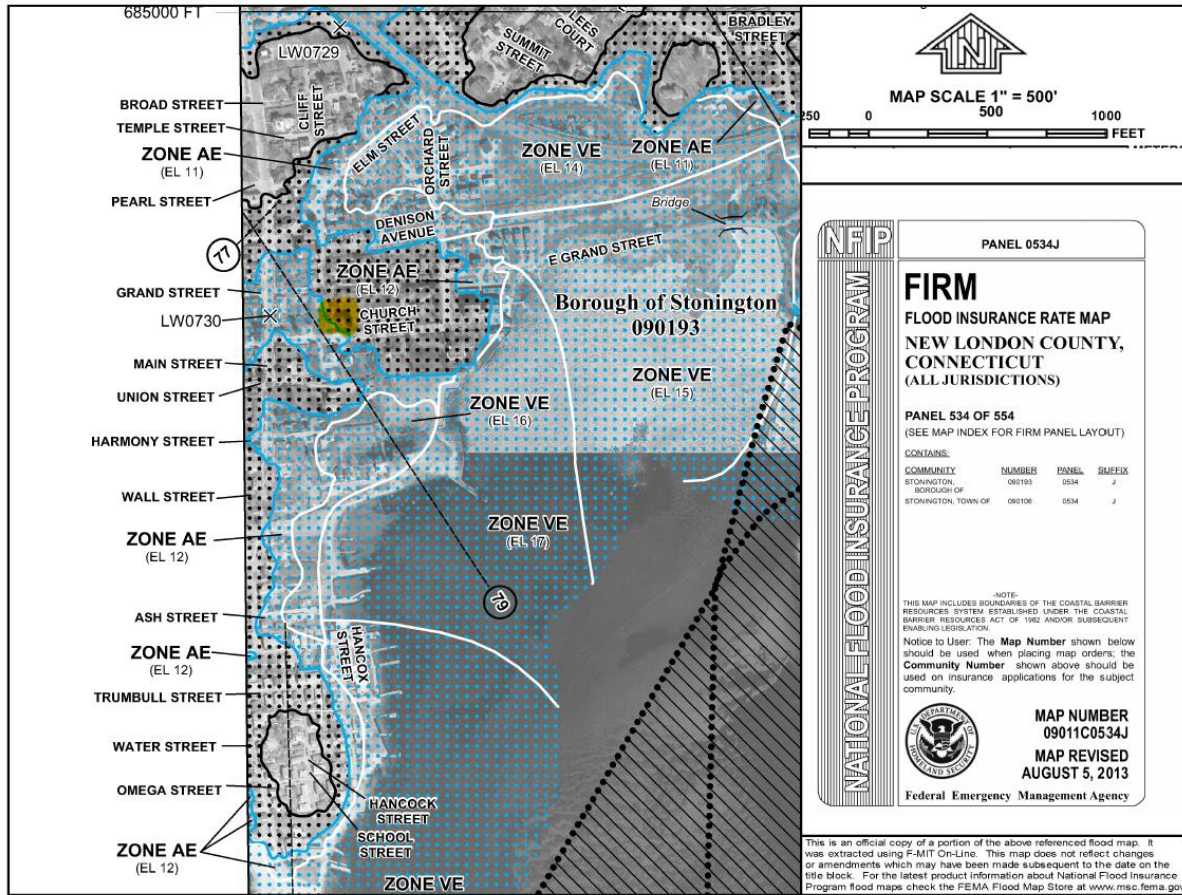 685000 FT
LW0729
BROAD STREET
CLIFF
STREET
TEMPLE STREET
ZONE AE
(EL 11)
PEARL STREET
77
GRAND STREET
LW0730
MAIN STREET
UNION STREET
HARMONY STREET
WALL STREET
ZONE AE
(EL 12)
ASH STREET
ZONE AE
(EL 12)
TRUMBULL STREET
WATER STREET
OMEGA STREET
ZONE AE
(EL 12)
SUMMIT
STREET
LEES
COURT
BRADLEY
STREET
ELM STREET
ORCHARD
STREET
ZONE VE
(EL 14)
ZONE AE
(EL 11)
Bridge
DENISON
AVENUE
E GRAND STREET
ZONE AE
(EL 12)
CHURCH
STREET
Borough of Stonington
090193
ZONE VE
(EL 15)
ZONE VE
(EL 16)
ZONE VE
(EL 17)
79
HANCOX
STREET
HANCOCK
STREET
SCHOOL
STREET
ZONE VE
N
MAP SCALE 1" = 500'
250 0 500 1000
FEET
NFIP
NATIONAL FLOOD INSURANCE PROGRAM
PANEL 0534J
FIRM
FLOOD INSURANCE RATE MAP
NEW LONDON COUNTY,
CONNECTICUT
(ALL JURISDICTIONS)
PANEL 534 OF 554
(SEE MAP INDEX FOR FIRM PANEL LAYOUT)
CONTAINS:
COMMUNITY NUMBER PANEL SUFFIX
STONINGTON,
BOROUGH OF 090193 0534 J
STONINGTON, TOWN OF 090106 0534 J
-NOTE-
THIS MAP INCLUDES BOUNDARIES OF THE COASTAL BARRIER
RESOURCES SYSTEM ESTABLISHED UNDER THE COASTAL
BARRIER RESOURCES ACT OF 1982 AND/OR SUBSEQUENT
ENABLING LEGISLATION.
Notice to User: The Map Number shown below
should be used when placing map orders; the
Community Number shown above should be
used on insurance applications for the subject
community.
U.S. DEPARTMENT OF
HOMELAND SECURITY
MAP NUMBER
09011C0534J
MAP REVISED
AUGUST 5, 2013
Federal Emergency Management Agency
This is an official copy of a portion of the above referenced flood map. It
was extracted using F-MIT On-Line. This map does not reflect changes
or amendments which may have been made subsequent to the date on the
title block. For the latest product information about National Flood Insurance
Program flood maps check the FEMA Flood Map Store at www.msc.fema.gov